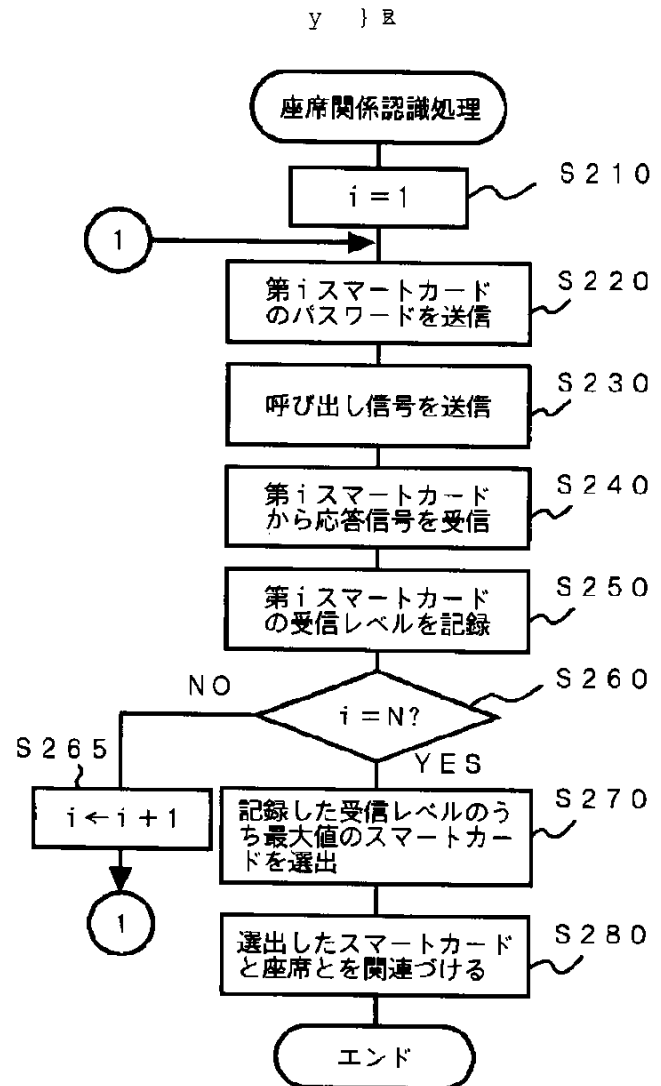 y }
座席関係認識処理
i=1
S210
1
第iスマートカード
のパスワードを送信
S220
呼び出し信号を送信
S230
第iスマートカード
から応答信号を受信
S240
第iスマートカード
の受信レベルを記録
S250
i=N?
S260
NO
YES
S265
i←i+1
1
記録した受信レベルのう
ち最大値のスマートカー
ドを選出
S270
選出したスマートカード
と座席とを関連づける
S280
エンド